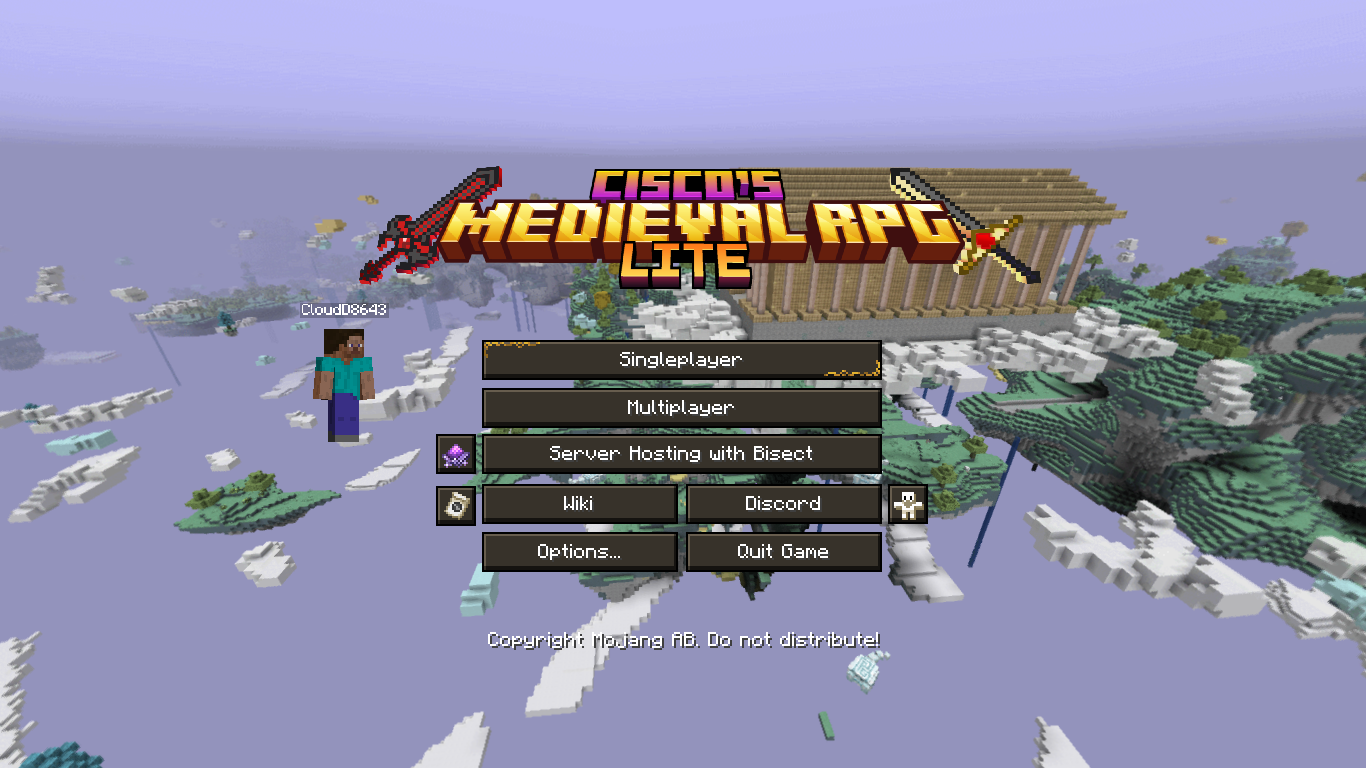 CISCO'S
MEDIEVAL RPG
LITE
CloudD8643
Singleplayer
Multiplayer
Server Hosting with Bisect
Wiki
Discord
Options...
Quit Game
Copyright Mojang AB. Do not distribute!